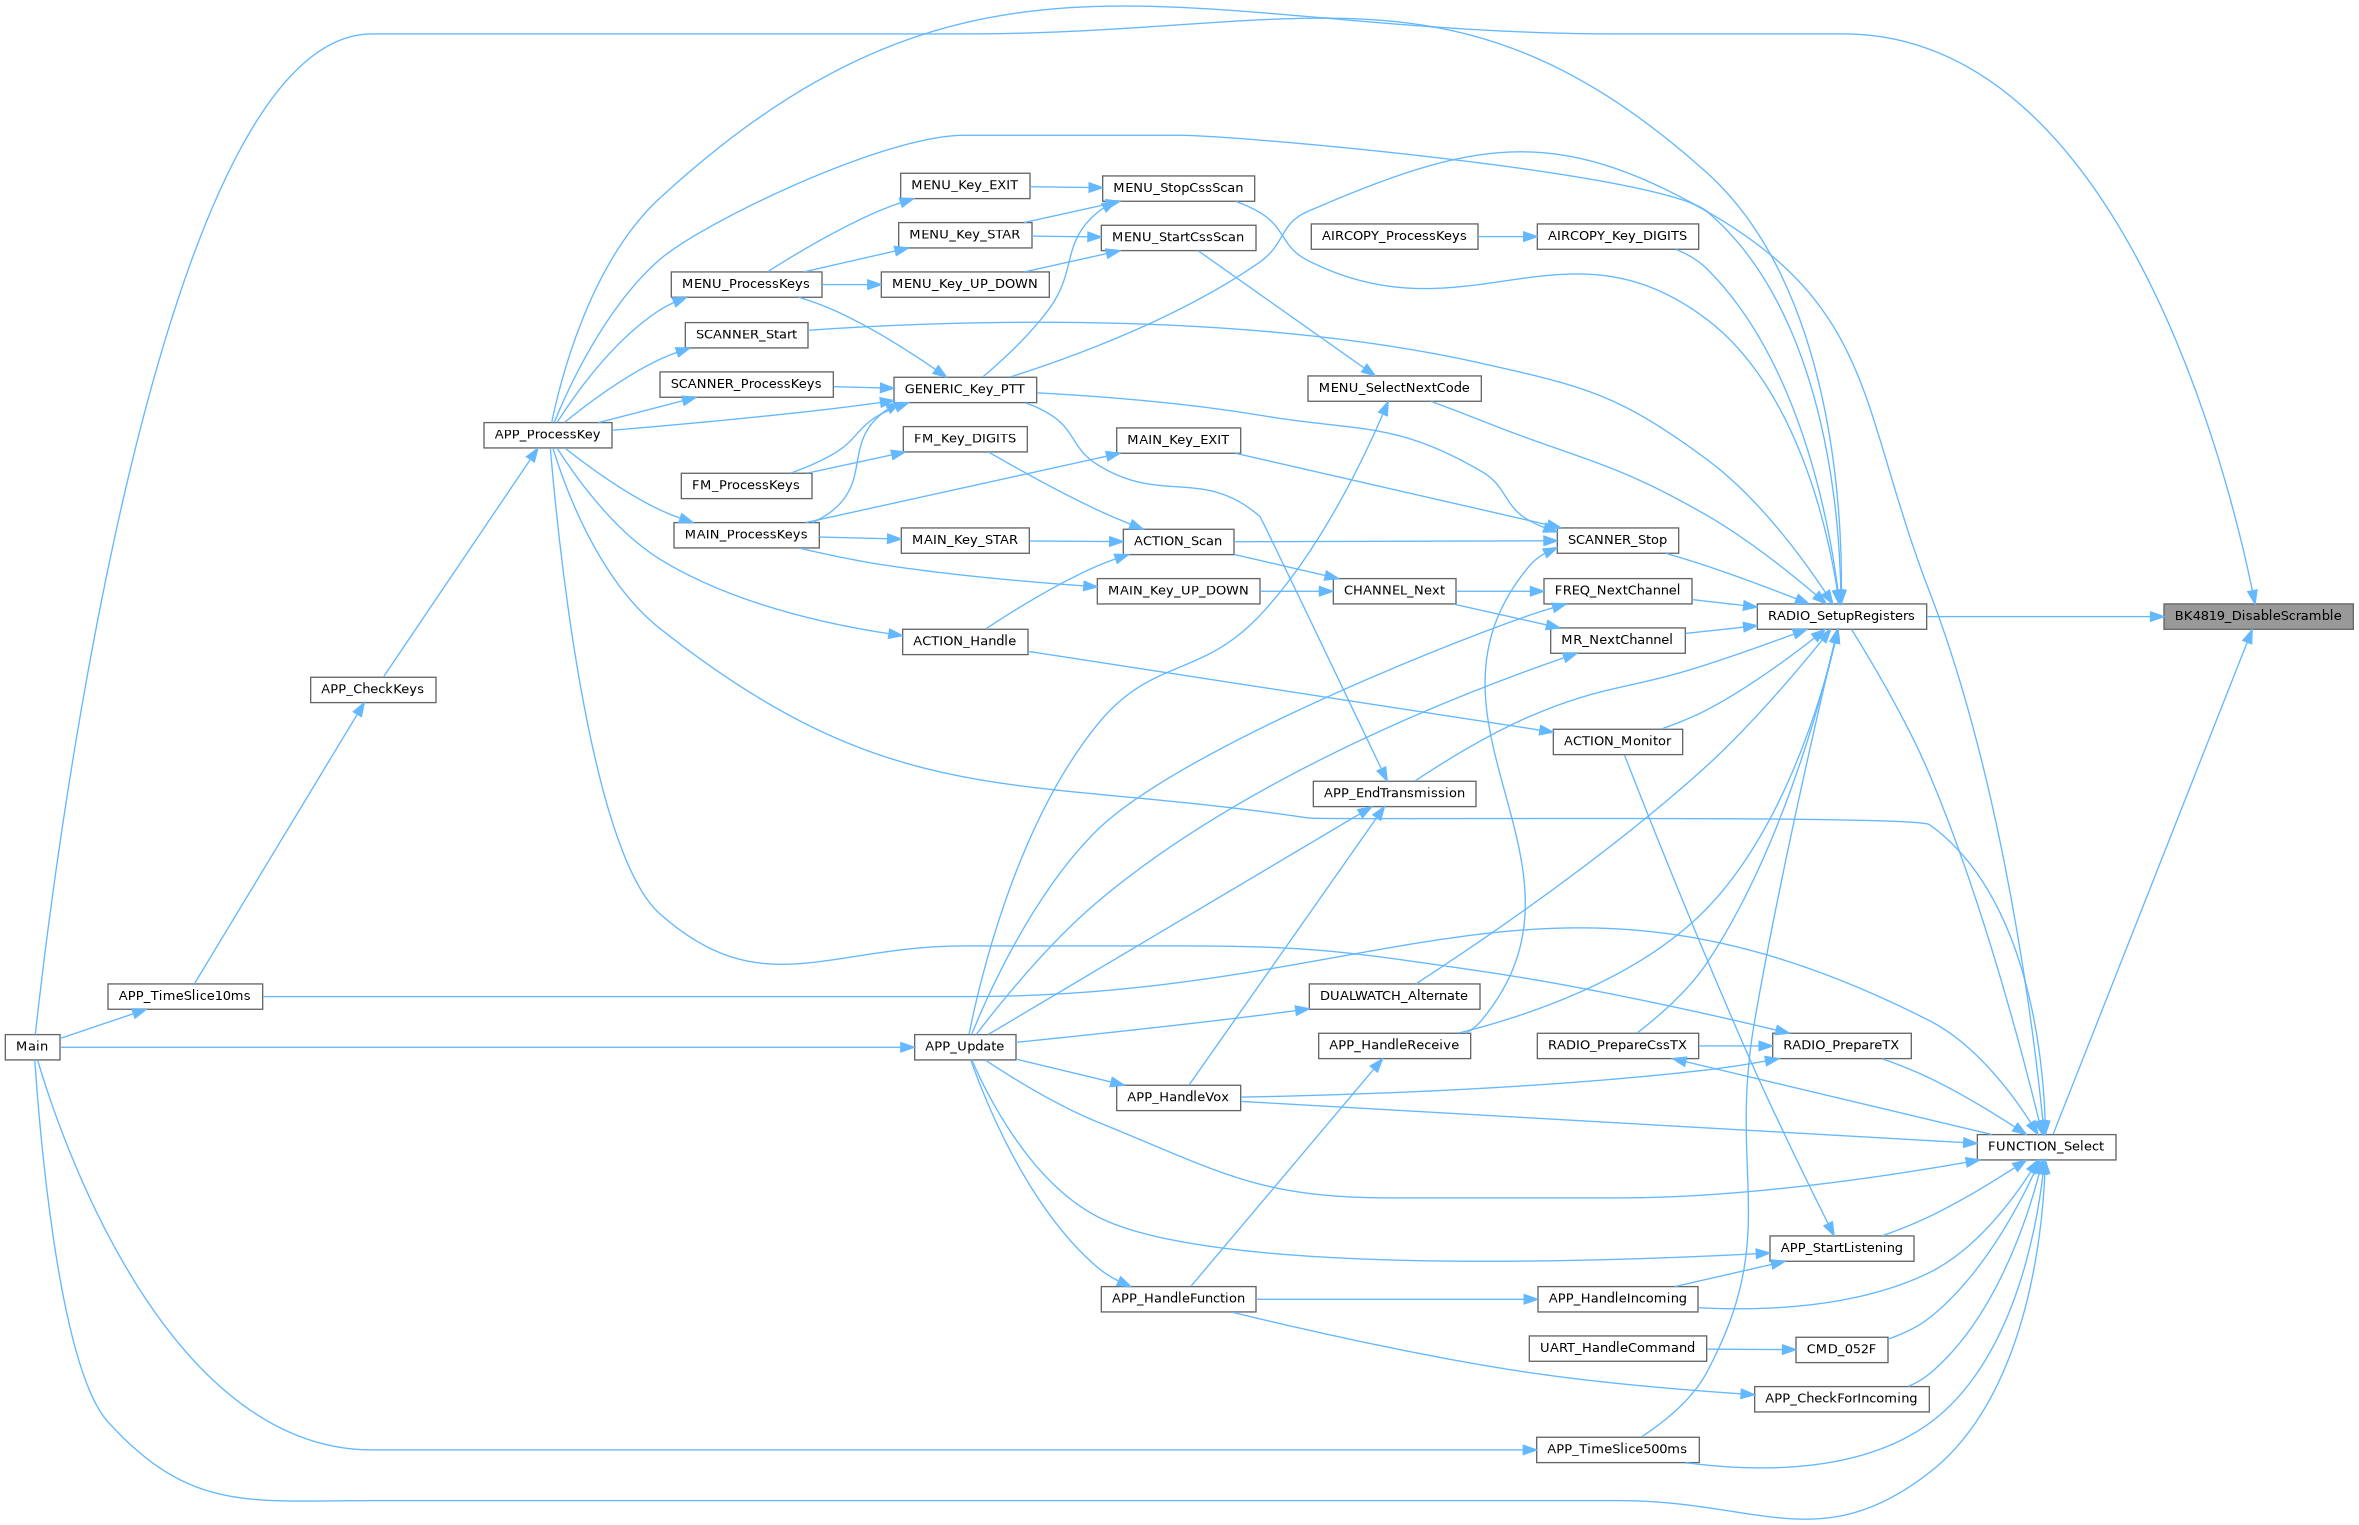 MENU_Key_EXIT
MENU_StopCssScan
MENU_Key_STAR
MENU_StartCssScan
AIRCOPY_ProcessKeys
AIRCOPY_Key_DIGITS
MENU_ProcessKeys
MENU_Key_UP_DOWN
SCANNER_Start
SCANNER_ProcessKeys
GENERIC_Key_PTT
MENU_SelectNextCode
APP_ProcessKey
FM_Key_DIGITS
MAIN_Key_EXIT
FM_ProcessKeys
MAIN_ProcessKeys
MAIN_Key_STAR
ACTION_Scan
SCANNER_Stop
MAIN_Key_UP_DOWN
CHANNEL_Next
FREQ_NextChannel
RADIO_SetupRegisters
BK4819_DisableScramble
ACTION_Handle
MR_NextChannel
APP_CheckKeys
ACTION_Monitor
APP_EndTransmission
APP_TimeSlice10ms
DUALWATCH_Alternate
Main
APP_Update
APP_HandleReceive
RADIO_PrepareCssTX
RADIO_PrepareTX
APP_HandleVox
FUNCTION_Select
APP_StartListening
APP_HandleFunction
APP_HandleIncoming
UART_HandleCommand
CMD_052F
APP_CheckForIncoming
APP_TimeSlice500ms